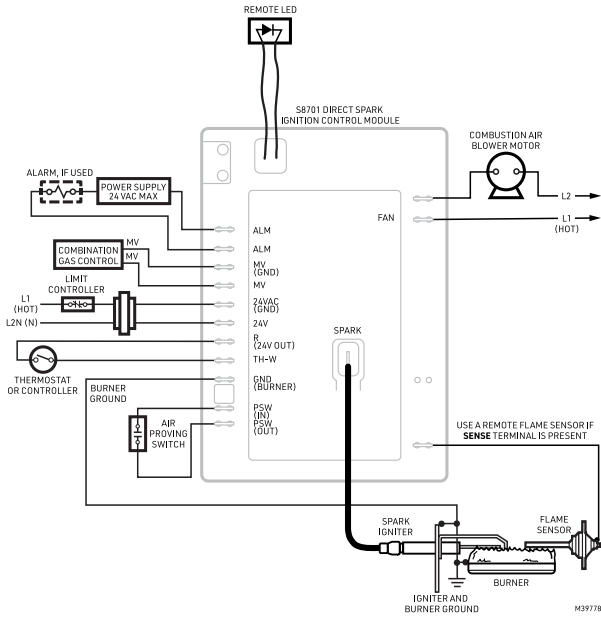 REMOTE LED
S8701 DIRECT SPARK
IGNITION CONTROL MODULE
COMBUSTION AIR
BLOWER MOTOR
ALARM, IF USED
POWER SUPPLY
24 VAC MAX
L2
FAN
L1
(HOT)
ALM
ALM
COMBINATION
GAS CONTROL
MV
MV
MV
(GND)
MV
LIMIT
CONTROLLER
L1
(HOT)
L2N (N)
24VAC
(GND)
24V
R
(24V OUT)
TH-W
SPARK
THERMOSTAT
OR CONTROLLER
BURNER
GROUND
GND
(BURNER)
PSW
(IN)
PSW
(OUT)
AIR
PROVING
SWITCH
USE A REMOTE FLAME SENSOR IF
SENSE TERMINAL IS PRESENT
SPARK
IGNITER
FLAME
SENSOR
BURNER
IGNITER AND
BURNER GROUND
M39778